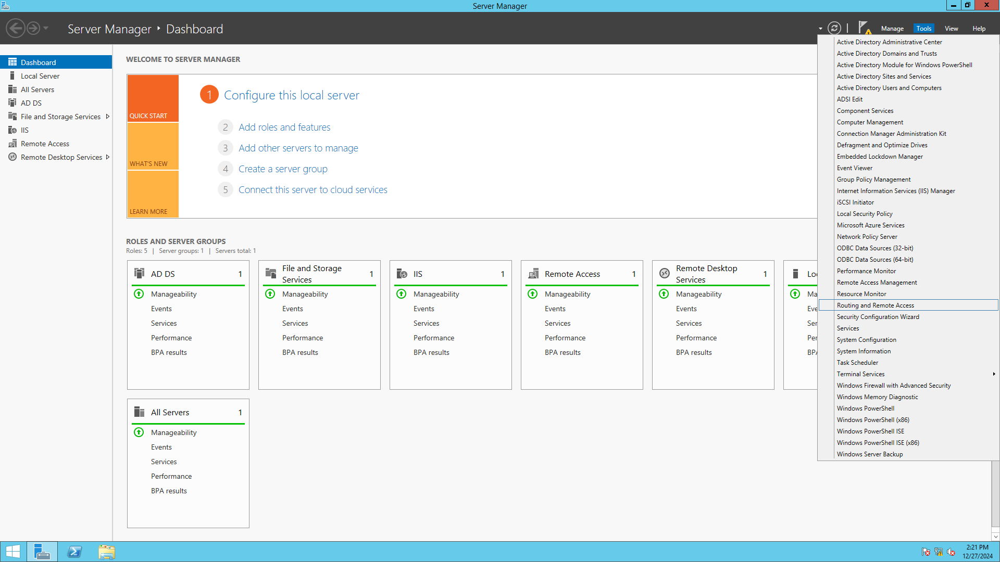 Server Manager
Server Manager ‣ Dashboard
Manage
Tools
View
Help
Dashboard
Local Server
All Servers
AD DS
File and Storage Services
IIS
Remote Access
Remote Desktop Services
WELCOME TO SERVER MANAGER
QUICK START
WHAT'S NEW
LEARN MORE
1 Configure this local server
2 Add roles and features
3 Add other servers to manage
4 Create a server group
5 Connect this server to cloud services
ROLES AND SERVER GROUPS
Roles: 5 | Server groups: 1 | Servers total: 1
AD DS 1
Manageability
Events
Services
Performance
BPA results
File and Storage
Services
1
Manageability
Events
Services
Performance
BPA results
IIS 1
Manageability
Events
Services
Performance
BPA results
Remote Access 1
Manageability
Events
Services
Performance
BPA results
Remote Desktop
Services
1
Manageability
Events
Services
Performance
BPA results
Lo
Ma
Eve
Ser
Per
BPA
All Servers 1
Manageability
Events
Services
Performance
BPA results
Active Directory Administrative Center
Active Directory Domains and Trusts
Active Directory Module for Windows PowerShell
Active Directory Sites and Services
Active Directory Users and Computers
ADSI Edit
Component Services
Computer Management
Connection Manager Administration Kit
Defragment and Optimize Drives
Embedded Lockdown Manager
Event Viewer
Group Policy Management
Internet Information Services (IIS) Manager
iSCSI Initiator
Local Security Policy
Microsoft Azure Services
Network Policy Server
ODBC Data Sources (32-bit)
ODBC Data Sources (64-bit)
Performance Monitor
Remote Access Management
Resource Monitor
Routing and Remote Access
Security Configuration Wizard
Services
System Configuration
System Information
Task Scheduler
Terminal Services
Windows Firewall with Advanced Security
Windows Memory Diagnostic
Windows PowerShell
Windows PowerShell (x86)
Windows PowerShell ISE
Windows PowerShell ISE (x86)
Windows Server Backup
2:21 PM
12/27/2024